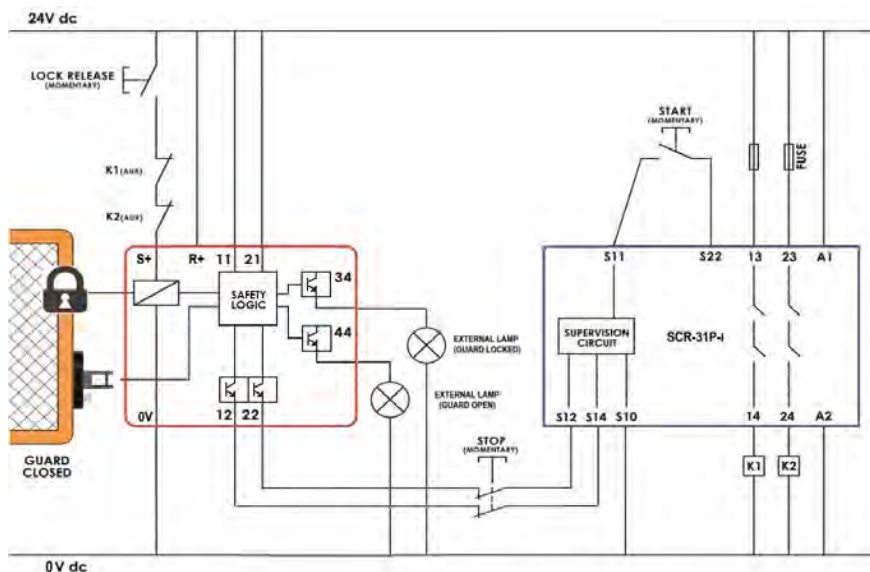 24V dc
LOCK RELEASE
(MOMENTARY)
START
(MOMENTARY)
FUSE
K1(AUX)
K2(AUX)
S+
R+
11
21
S11
S22
13
23
A1
34
SAFETY
LOGIC
44
SUPERVISION
CIRCUIT
SCR-31P-i
EXTERNAL LAMP
(GUARD LOCKED)
EXTERNAL LAMP
(GUARD OPEN)
0V
12
22
S12
S14
S10
14
24
A2
GUARD
CLOSED
STOP
(MOMENTARY)
K1
K2
0V dc